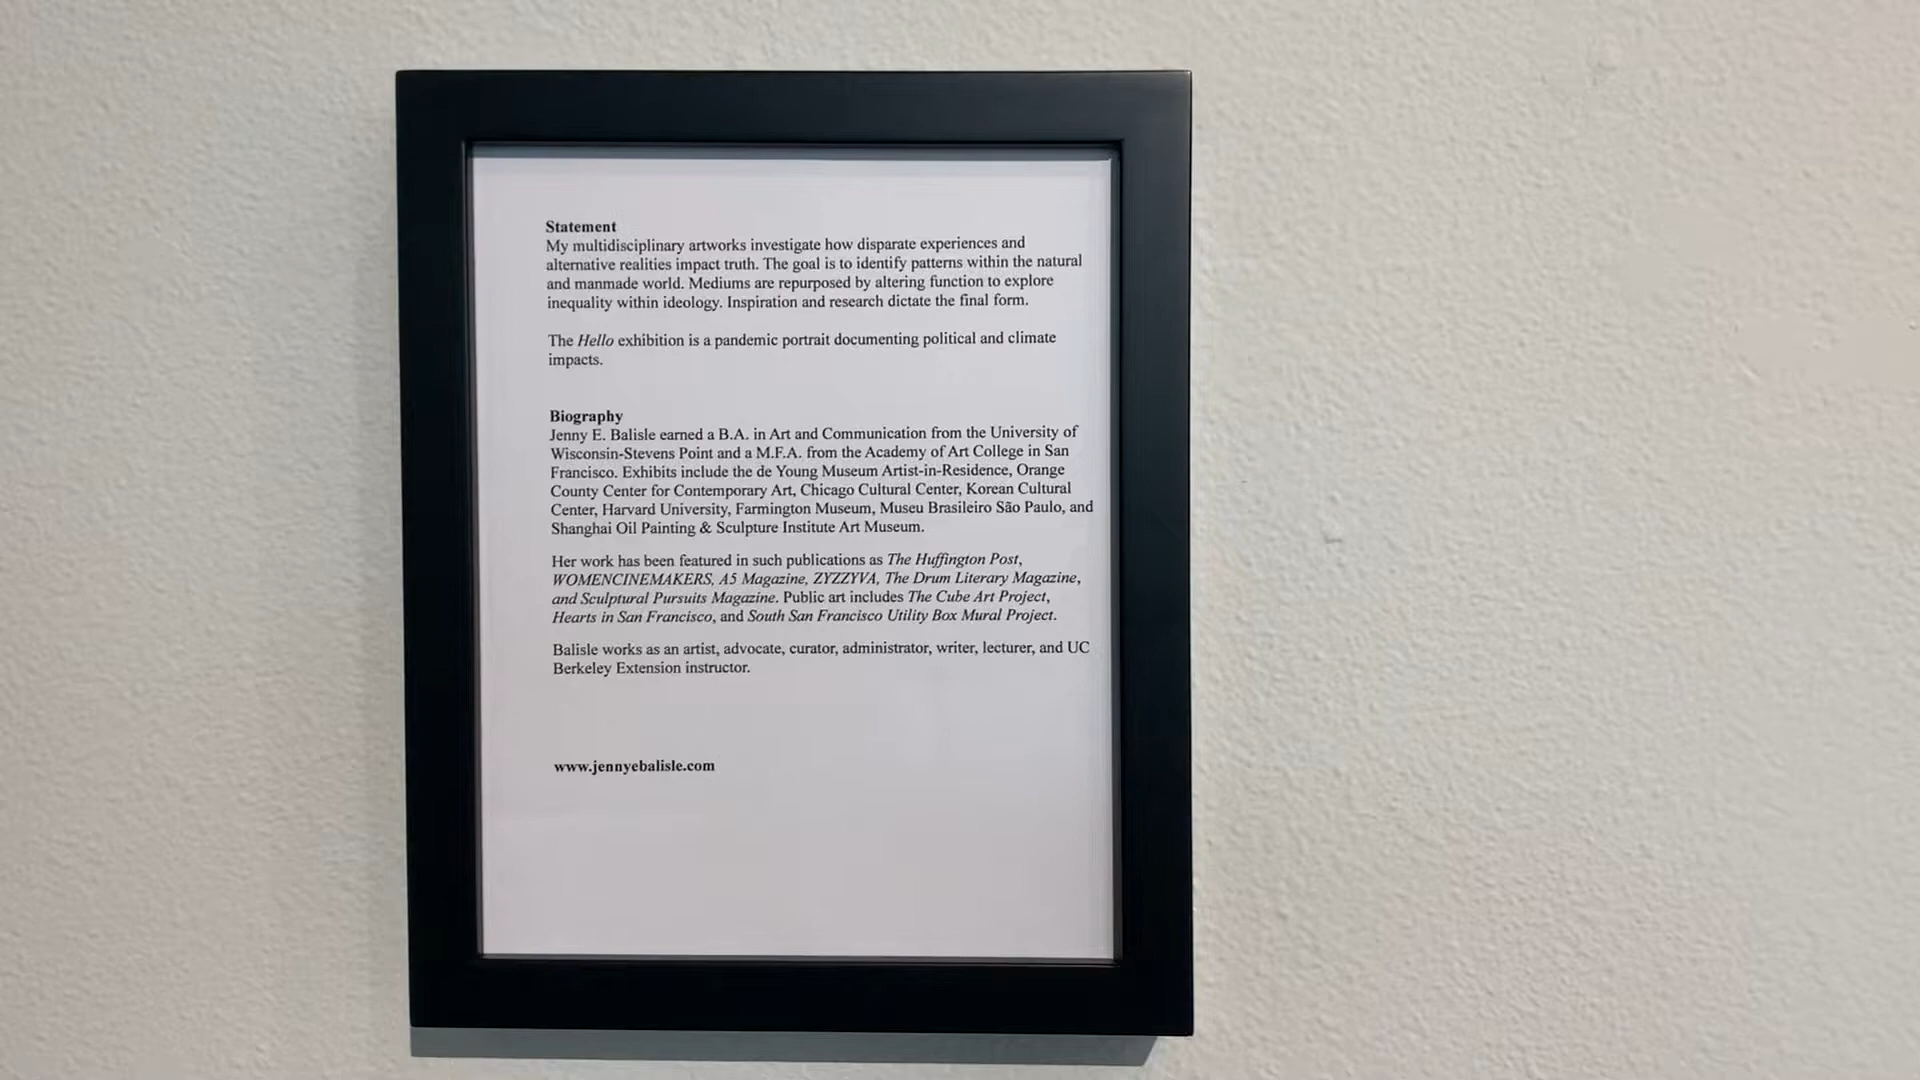 Statement
My multidisciplinary artworks investigate how disparate experiences and
alternative realities impact truth. The goal is to identify patterns within the natural
and manmade world. Mediums are repurposed by altering function to explore
inequality within ideology. Inspiration and research dictate the final form.
The Hello exhibition is a pandemic portrait documenting political and climate
impacts.
Biography
Jenny E. Balisle earned a B.A. in Art and Communication from the University of
Wisconsin-Stevens Point and a M.F.A. from the Academy of Art College in San
Francisco. Exhibits include the de Young Museum Artist-in-Residence, Orange
County Center for Contemporary Art, Chicago Cultural Center, Korean Cultural
Center, Harvard University, Farmington Museum, Museu Brasileiro São Paulo, and
Shanghai Oil Painting & Sculpture Institute Art Museum.
Her work has been featured in such publications as The Huffington Post,
WOMENCINEMAKERS, A5 Magazine, ZYZZYVA, The Drum Literary Magazine,
and Sculptural Pursuits Magazine. Public art includes The Cube Art Project,
Hearts in San Francisco, and South San Francisco Utility Box Mural Project.
Balisle works as an artist, advocate, curator, administrator, writer, lecturer, and UC
Berkeley Extension instructor.
www.jennyebalisle.com